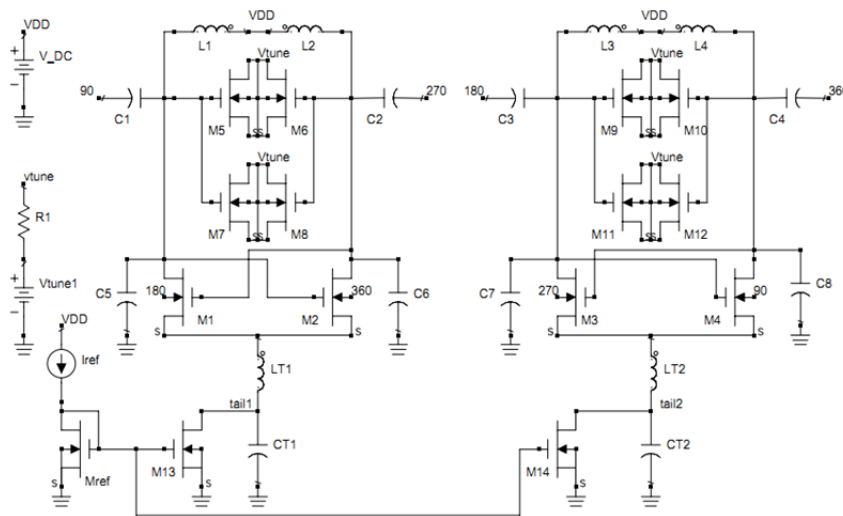 VDD
V_DC
VDD
L1
L2
Vtune
90
C1
M5
M6
C2
270
ss
Vtune
M7
M8
ss
vtune
R1
Vtune1
C5
180
M1
360
M2
C6
s
s
LT1
tail1
CT1
VDD
Iref
Mref
s
M13
s
VDD
L3
L4
Vtune
180
C3
M9
M10
C4
360
ss
Vtune
M11
M12
ss
C7
270
M3
90
M4
C8
s
s
LT2
tail2
CT2
M14
s